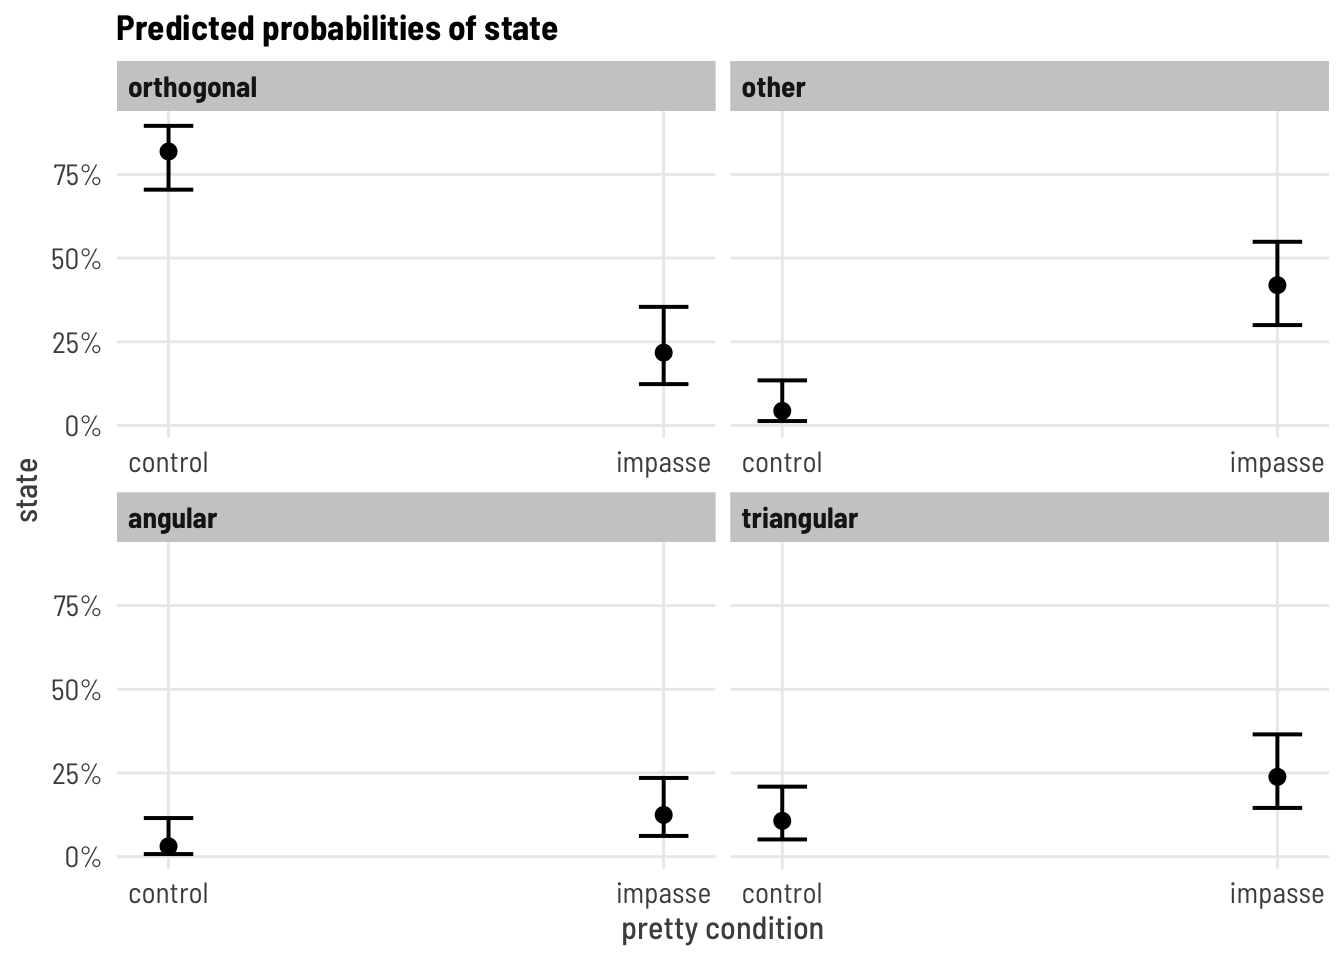 Predicted probabilities of state
orthogonal
other
75%
50%
25%
0%
control
impasse
control
impasse
state
angular
triangular
75%
50%
25%
0%
control
impasse
control
impasse
pretty condition